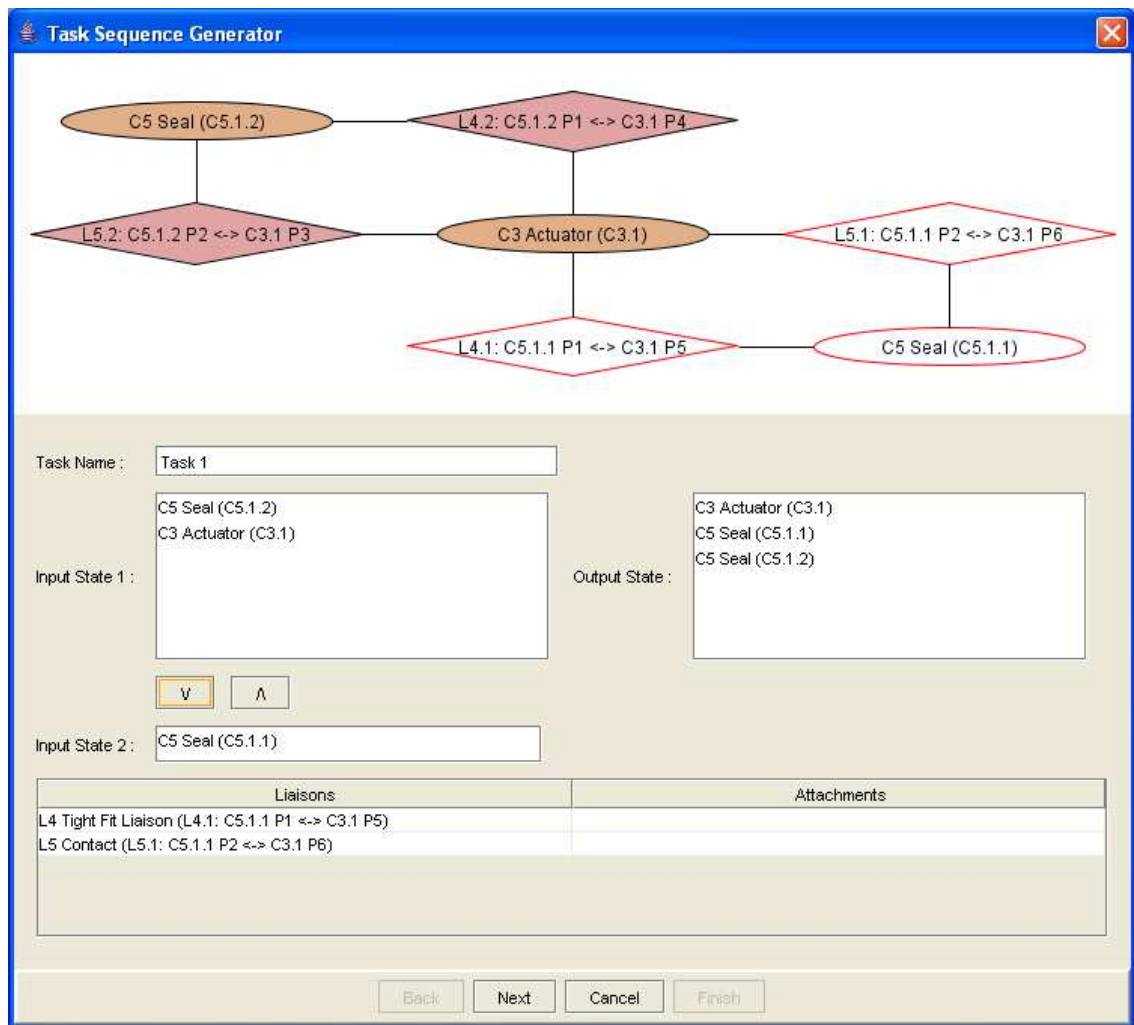 Task Sequence Generator
C5 Seal (C5.1.2)
L4.2: C5.1.2 P1 <-> C3.1 P4
L5.2: C5.1.2 P2 <-> C3.1 P3
C3 Actuator (C3.1)
L5.1: C5.1.1 P2 <-> C3.1 P6
L4.1: C5.1.1 P1 <-> C3.1 P5
C5 Seal (C5.1.1)
Task Name :
Task 1
Input State 1 :
C5 Seal (C5.1.2)
C3 Actuator (C3.1)
Output State :
C3 Actuator (C3.1)
C5 Seal (C5.1.1)
C5 Seal (C5.1.2)
V Λ
Input State 2 :
C5 Seal (C5.1.1)
Liaisons Attachments
L4 Tight Fit Liaison (L4.1: C5.1.1 P1 <-> C3.1 P5)
L5 Contact (L5.1: C5.1.1 P2 <-> C3.1 P6)
Back Next Cancel Finish